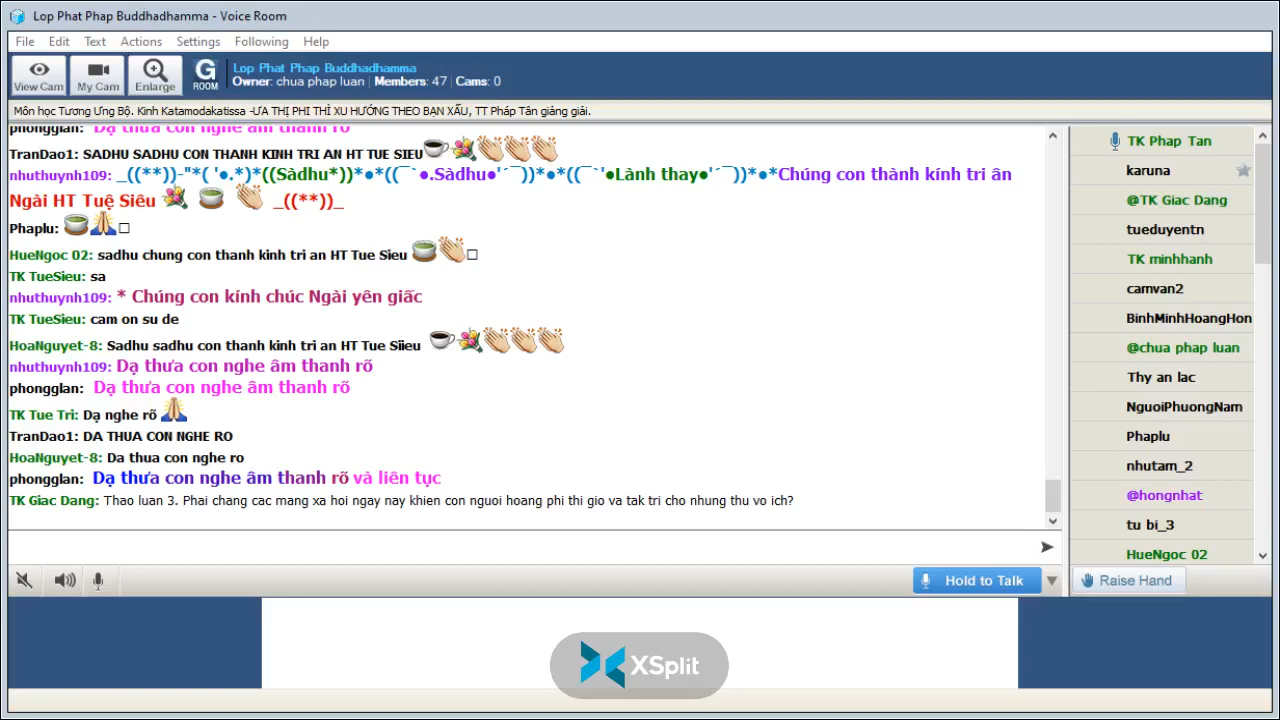 Lop Phat Phap Buddhadhamma - Voice Room
File Edit Text Actions Settings Following Help
View Cam My Cam Enlarge G ROOM
Lop Phat Phap Buddhadhamma
Owner: chua phap luan | Members: 47 | Cams: 0
Môn học Tương Ưng Bộ. Kinh Katamodakatissa -ƯA THỊ PHI THÌ XU HƯỚNG THEO BẠN XẤU, TT Pháp Tân giảng giải.
phongglan: Dạ thưa con nghe âm thanh rõ
TranDao1: SADHU SADHU CON THANH KINH TRI AN HT TUE SIEU
nhuthuynh109: _((**))-"*( '●.*)*((Sàdhu*))*●*((¯`●.Sàdhu●'´¯))*●*((¯`'●Lành thay●'´¯))*●*Chúng con thành kính tri ân
Ngài HT Tuệ Siêu _((**))_
Phaplu:
HueNgoc 02: sadhu chung con thanh kinh tri an HT Tue Sieu
TK TueSieu: sa
nhuthuynh109: * Chúng con kính chúc Ngài yên giấc
TK TueSieu: cam on su de
HoaNguyet-8: Sadhu sadhu con thanh kinh tri an HT Tue Siieu
nhuthuynh109: Dạ thưa con nghe âm thanh rõ
phongglan: Dạ thưa con nghe âm thanh rõ
TK Tue Tri: Dạ nghe rõ
TranDao1: DA THUA CON NGHE RO
HoaNguyet-8: Da thua con nghe ro
phongglan: Dạ thưa con nghe âm thanh rõ và liên tục
TK Giac Dang: Thao luan 3. Phai chang cac mang xa hoi ngay nay khien con nguoi hoang phi thi gio va tak tri cho nhung thu vo ich?
TK Phap Tan
karuna
@TK Giac Dang
tueduyentn
TK minhhanh
camvan2
BinhMinhHoangHon
@chua phap luan
Thy an lac
NguoiPhuongNam
Phaplu
nhutam_2
@hongnhat
tu bi_3
HueNgoc 02
Hold to Talk
Raise Hand
XSplit